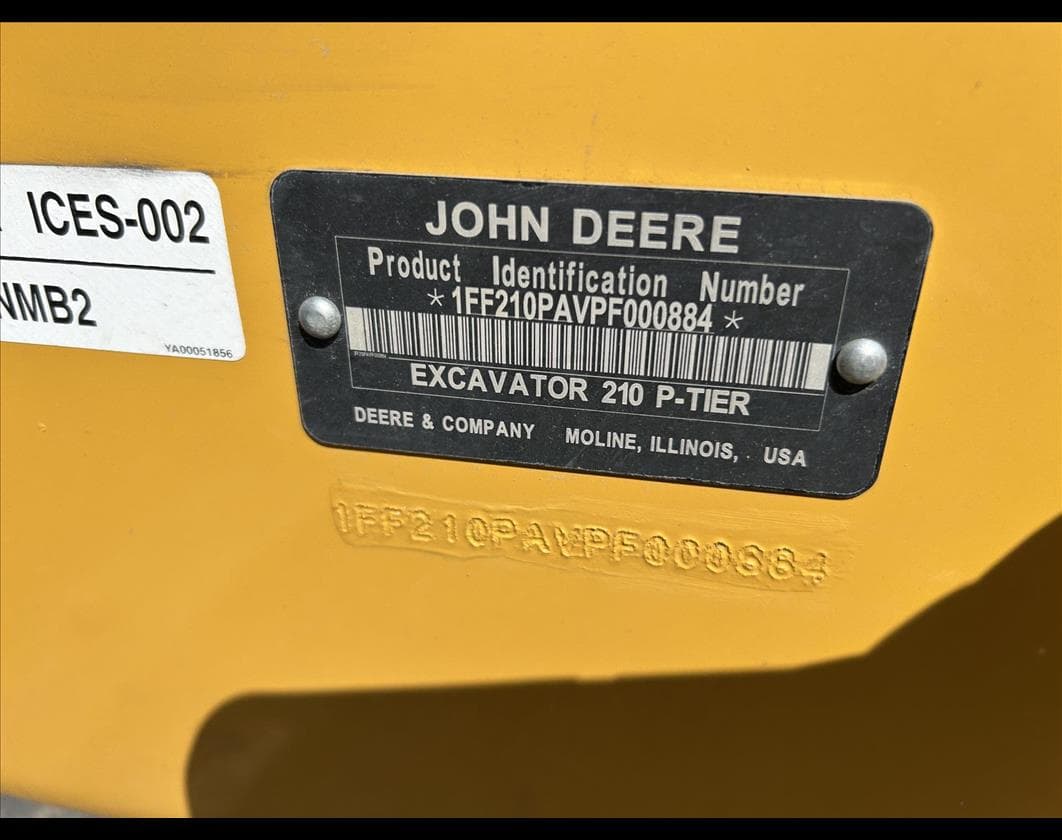 ICES-002
NMB2
YA00051856
JOHN DEERE
Product Identification Number
*1FF210PAVPF000884*
EXCAVATOR 210 P-TIER
DEERE & COMPANY MOLINE, ILLINOIS, USA
1FF210PAVPF000884